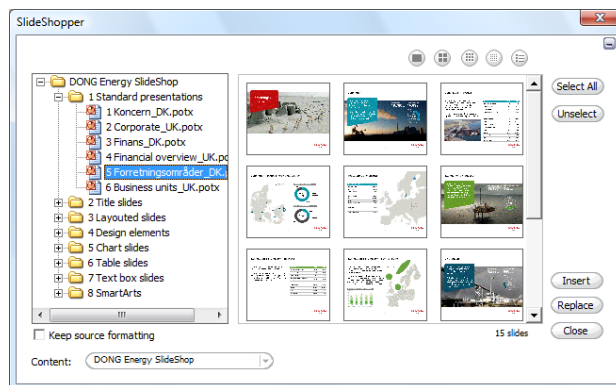 SlideShopper
DONG Energy SlideShop
1 Standard presentations
1 Koncern_DK.potx
2 Corporate_UK.potx
3 Finans_DK.potx
4 Financial overview_UK.po
5 Forretningsområder_DK.p
6 Business units_UK.potx
2 Title slides
3 Layouted slides
4 Design elements
5 Chart slides
6 Table slides
7 Text box slides
8 SmartArts
Select All
Unselect
Insert
Replace
Close
15 slides
Keep source formatting
Content: DONG Energy SlideShop